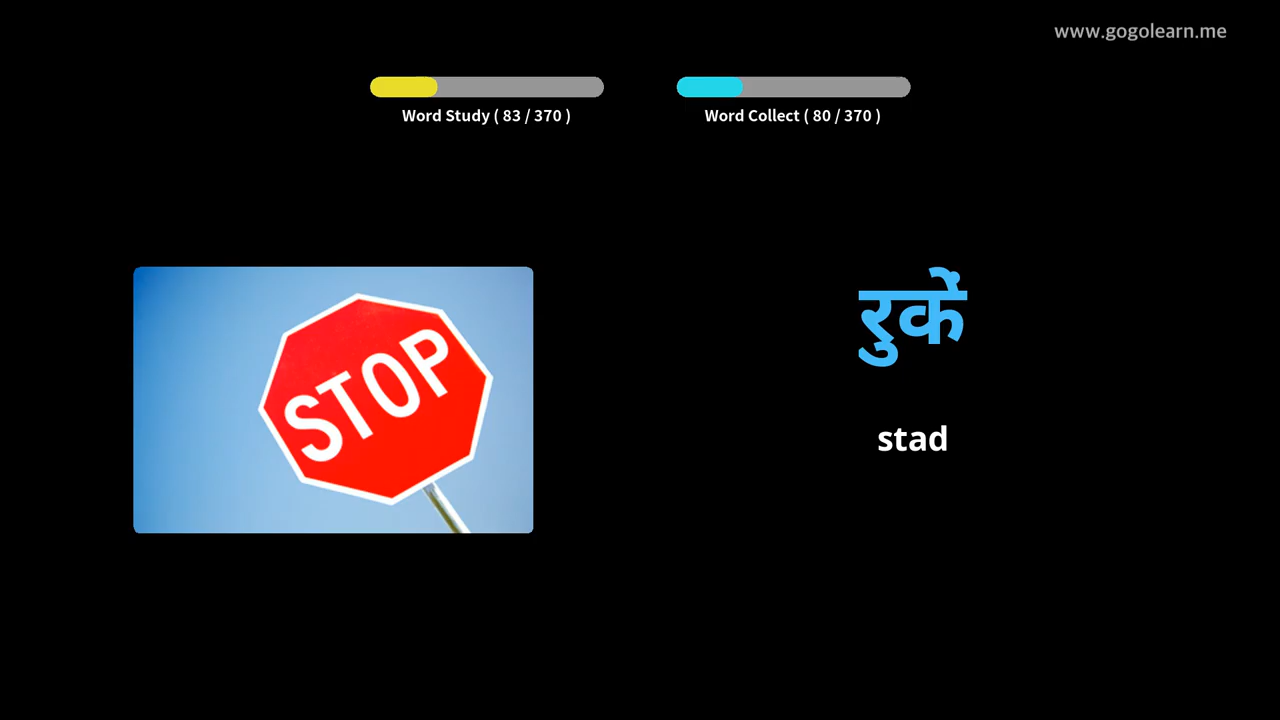 www.gogolearn.me
Word Study ( 83 / 370 )
Word Collect ( 80 / 370 )
STOP
रुकें
stad